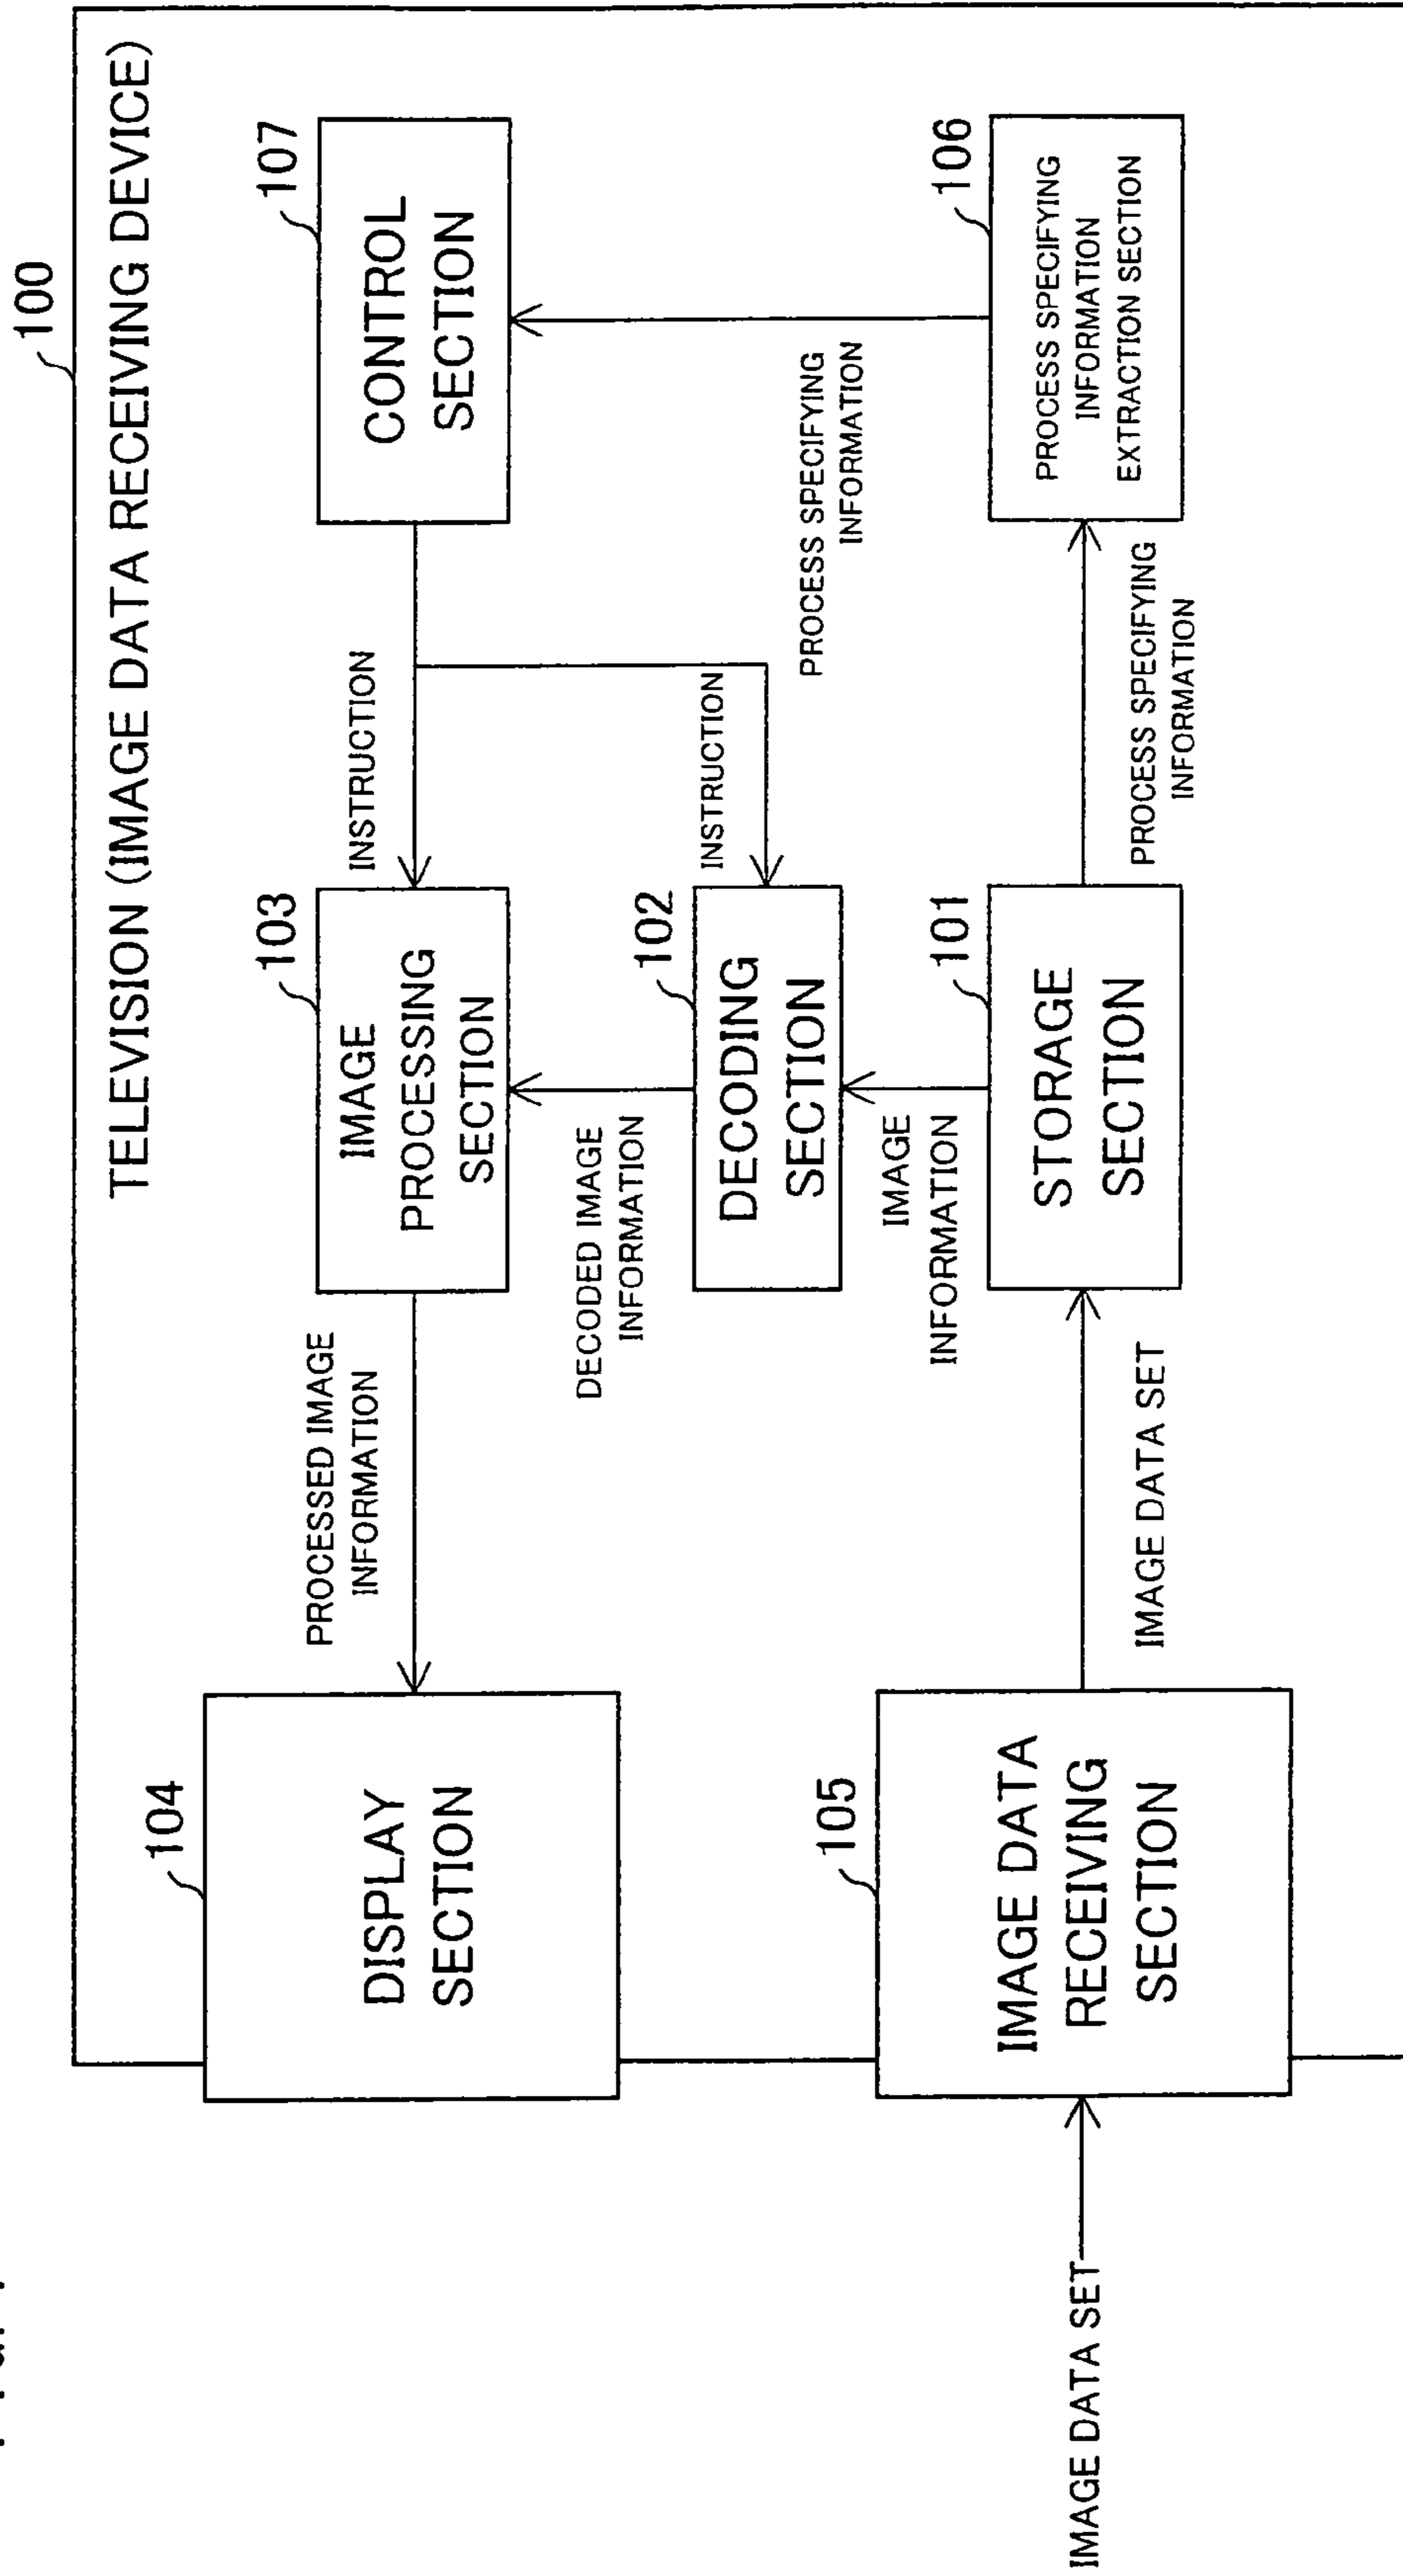 100
TELEVISION (IMAGE DATA RECEIVING DEVICE)
104
DISPLAY
SECTION
PROCESSED IMAGE
INFORMATION
103
IMAGE
PROCESSING
SECTION
INSTRUCTION
107
CONTROL
SECTION
DECODED IMAGE
INFORMATION
102
DECODING
SECTION
INSTRUCTION
PROCESS SPECIFYING
INFORMATION
IMAGE
INFORMATION
IMAGE DATA SET
105
IMAGE DATA
RECEIVING
SECTION
IMAGE DATA SET
101
STORAGE
SECTION
PROCESS SPECIFYING
INFORMATION
106
PROCESS SPECIFYING
INFORMATION
EXTRACTION SECTION